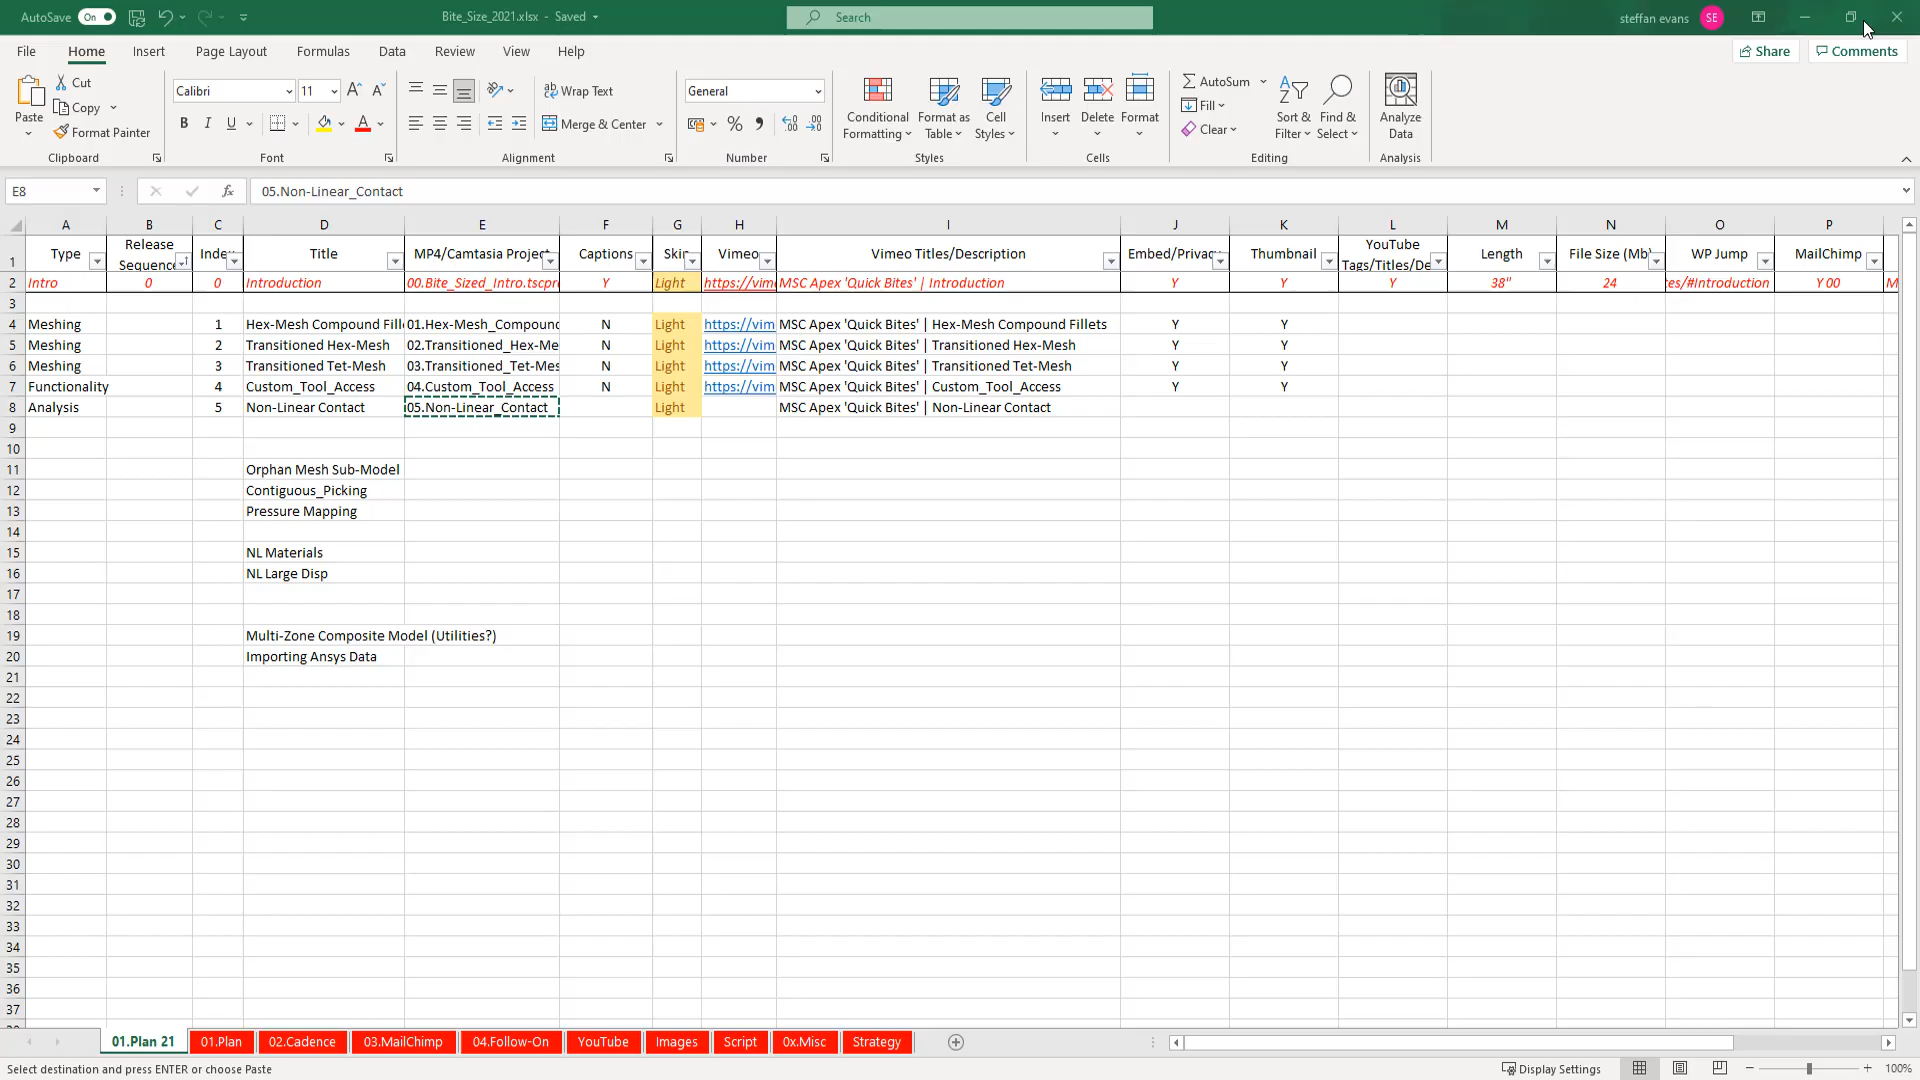 AutoSave On Bite_Size_2021.xlsx - Saved Search steffan evans SE
File Home Insert Page Layout Formulas Data Review View Help Share Comments
Paste Cut Copy Format Painter Clipboard
Calibri 11 A A B I U A Font
ab Wrap Text Merge & Center Alignment
General % Number
Conditional Formatting Format as Table Cell Styles Styles
Insert Delete Format Cells
AutoSum Fill Clear Sort & Filter Find & Select Editing
Analyze Data Analysis
E8 fx 05.Non-Linear_Contact
A B C D E F G H I J K L M N O P
1 Type Release Sequence Inde Title MP4/Camtasia Project Captions Skin Vimeo Vimeo Titles/Description Embed/Privac Thumbnail YouTube Tags/Titles/De Length File Size (Mb) WP Jump MailChimp
2 Intro 0 0 Introduction 00.Bite_Sized_Intro.tscpr Y Light https://vim MSC Apex 'Quick Bites' | Introduction Y Y Y 38" 24 es/#Introduction Y 00 M
3
4 Meshing 1 Hex-Mesh Compound Fill 01.Hex-Mesh_Compound N Light https://vim MSC Apex 'Quick Bites' | Hex-Mesh Compound Fillets Y Y
5 Meshing 2 Transitioned Hex-Mesh 02.Transitioned_Hex-Me N Light https://vim MSC Apex 'Quick Bites' | Transitioned Hex-Mesh Y Y
6 Meshing 3 Transitioned Tet-Mesh 03.Transitioned_Tet-Mes N Light https://vim MSC Apex 'Quick Bites' | Transitioned Tet-Mesh Y Y
7 Functionality 4 Custom_Tool_Access 04.Custom_Tool_Access N Light https://vim MSC Apex 'Quick Bites' | Custom_Tool_Access Y Y
8 Analysis 5 Non-Linear Contact 05.Non-Linear_Contact Light MSC Apex 'Quick Bites' | Non-Linear Contact
9
10
11 Orphan Mesh Sub-Model
12 Contiguous_Picking
13 Pressure Mapping
14
15 NL Materials
16 NL Large Disp
17
18
19 Multi-Zone Composite Model (Utilities?)
20 Importing Ansys Data
21
22
23
24
25
26
27
28
29
30
31
32
33
34
35
36
37
01.Plan 21 01.Plan 02.Cadence 03.MailChimp 04.Follow-On YouTube Images Script 0x.Misc Strategy
Select destination and press ENTER or choose Paste Display Settings 100%